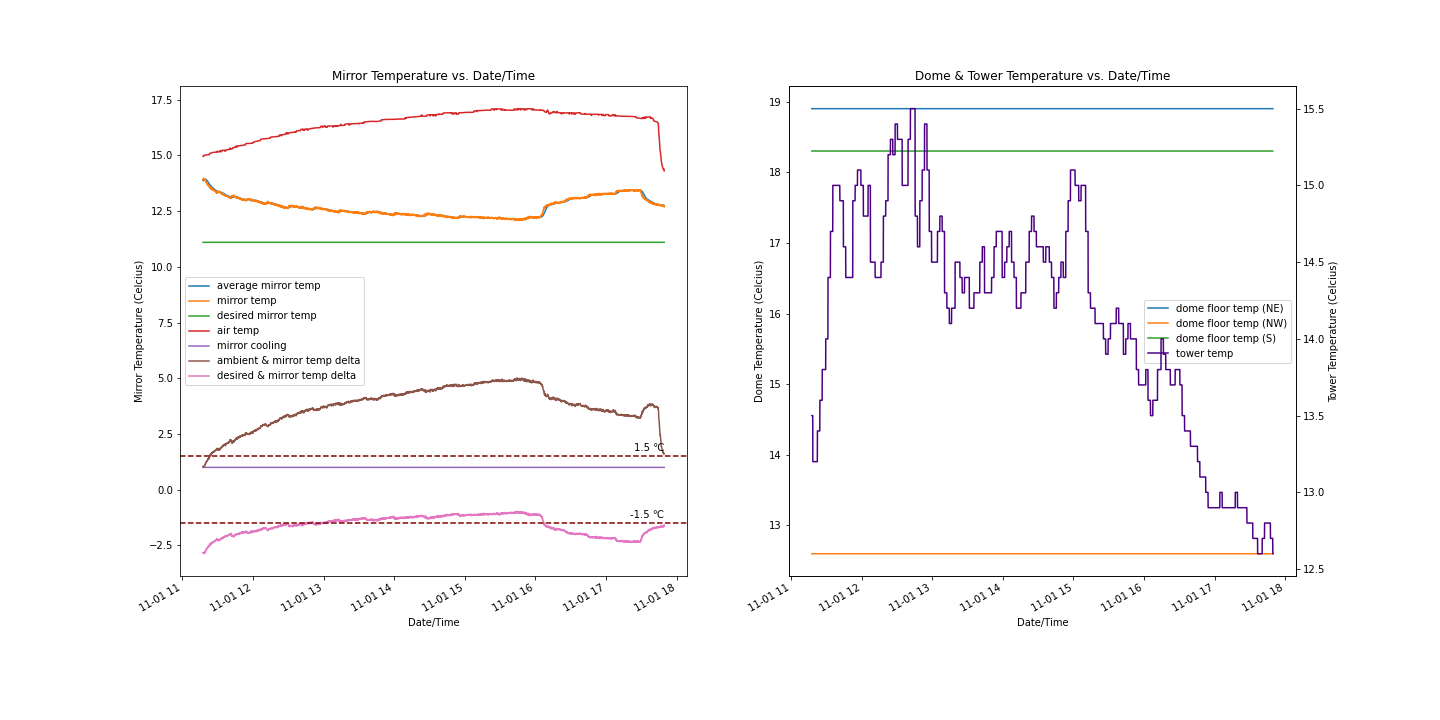 Mirror Temperature vs. Date/Time
Mirror Temperature (Celcius)
17.5
15.0
12.5
10.0
7.5
5.0
2.5
0.0
−2.5
average mirror temp
mirror temp
desired mirror temp
air temp
mirror cooling
ambient & mirror temp delta
desired & mirror temp delta
1.5 °C
-1.5 °C
11-01 11
11-01 12
11-01 13
11-01 14
11-01 15
11-01 16
11-01 17
11-01 18
Date/Time
Dome & Tower Temperature vs. Date/Time
Dome Temperature (Celcius)
19
18
17
16
15
14
13
dome floor temp (NE)
dome floor temp (NW)
dome floor temp (S)
tower temp
15.5
15.0
14.5
14.0
13.5
13.0
12.5
Tower Temperature (Celcius)
11-01 11
11-01 12
11-01 13
11-01 14
11-01 15
11-01 16
11-01 17
11-01 18
Date/Time